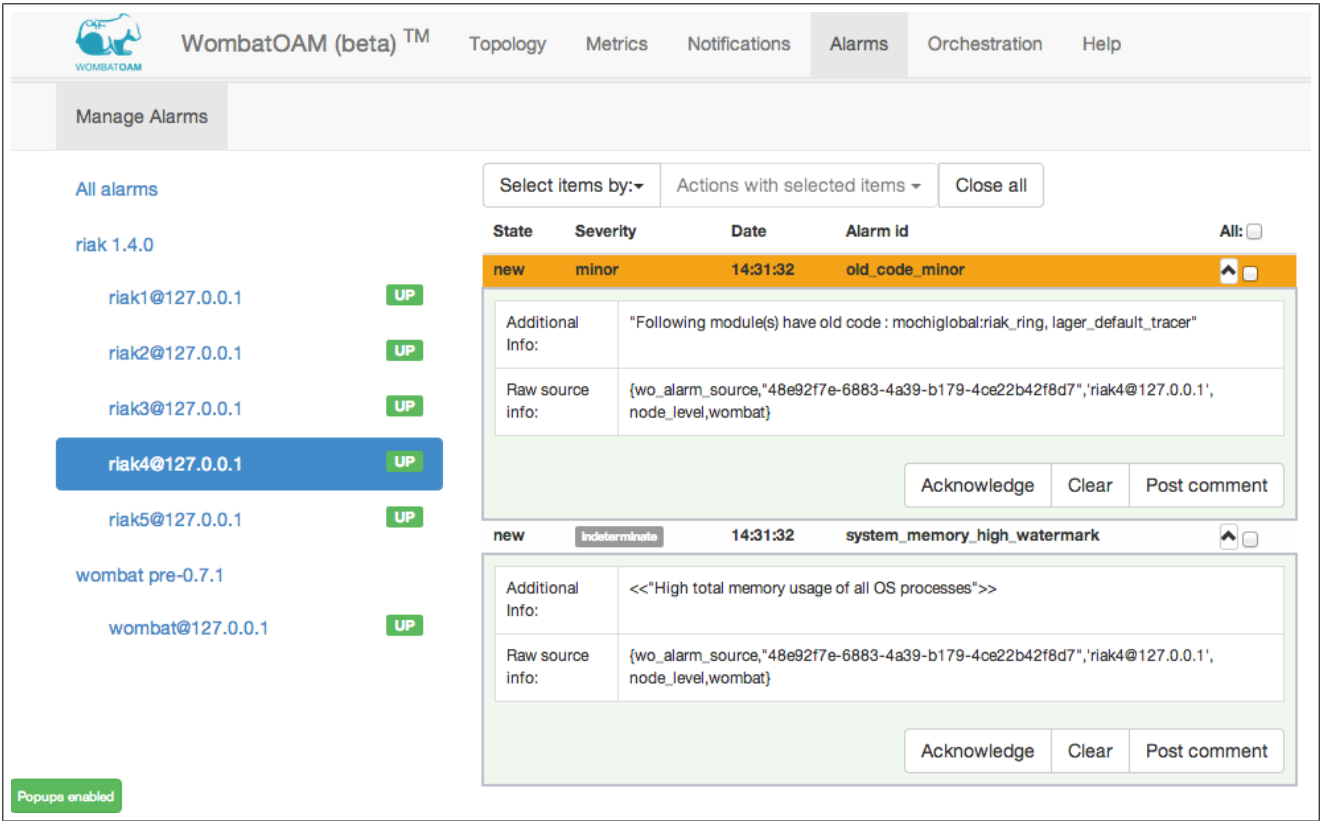 WOMBATOAM
WombatOAM (beta) TM
Topology
Metrics
Notifications
Alarms
Orchestration
Help
Manage Alarms
All alarms
riak 1.4.0
riak1@127.0.0.1 UP
riak2@127.0.0.1 UP
riak3@127.0.0.1 UP
riak4@127.0.0.1 UP
riak5@127.0.0.1 UP
wombat pre-0.7.1
wombat@127.0.0.1 UP
Popups enabled
Select items by:
Actions with selected items
Close all
State Severity Date Alarm id All:
new minor 14:31:32 old_code_minor
Additional
Info:
"Following module(s) have old code : mochiglobal:riak_ring, lager_default_tracer"
Raw source
info:
{wo_alarm_source,"48e92f7e-6883-4a39-b179-4ce22b42f8d7",'riak4@127.0.0.1',
node_level,wombat}
Acknowledge
Clear
Post comment
new indeterminate 14:31:32 system_memory_high_watermark
Additional
Info:
<<"High total memory usage of all OS processes">>
Raw source
info:
{wo_alarm_source,"48e92f7e-6883-4a39-b179-4ce22b42f8d7",'riak4@127.0.0.1',
node_level,wombat}
Acknowledge
Clear
Post comment